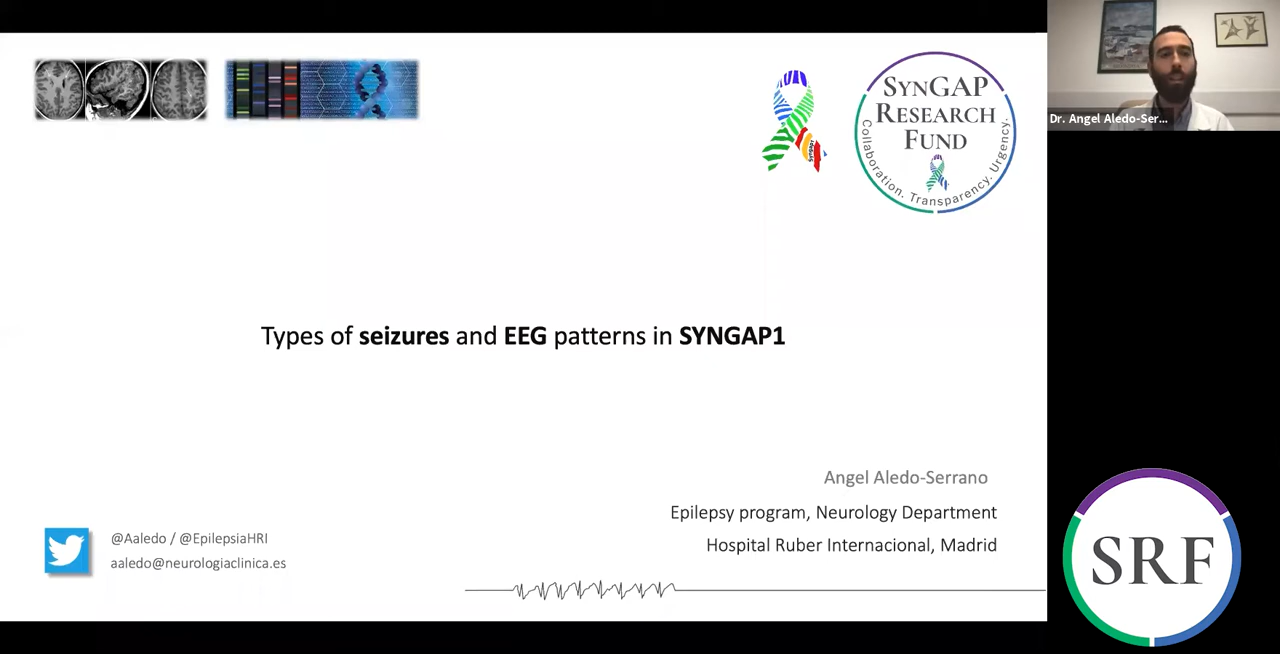 SYNGAP
RESEARCH
FUND
Collaboration. Transparency. Urgency.
Dr. Angel Aledo-Ser...
Types of seizures and EEG patterns in SYNGAP1
Angel Aledo-Serrano
Epilepsy program, Neurology Department
Hospital Ruber Internacional, Madrid
@Aaledo / @EpilepsiaHRI
aaledo@neurologiaclinica.es
SRF